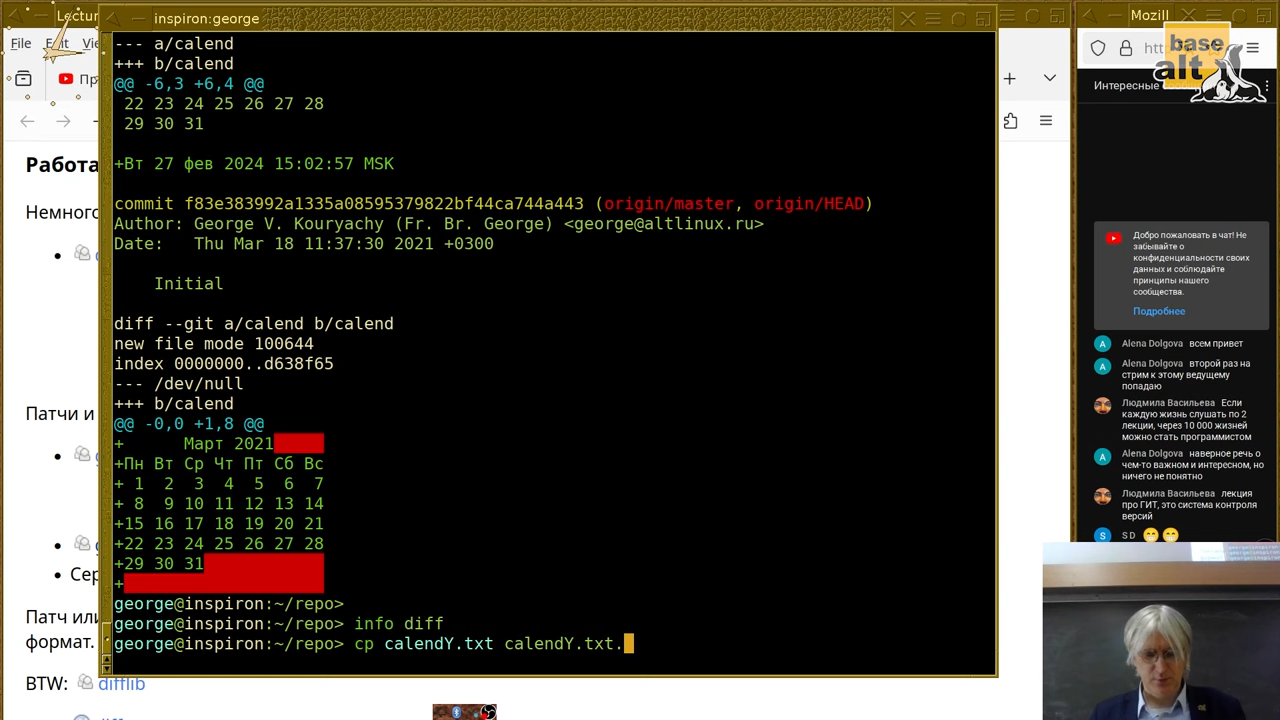 Lectur
inspiron:george
Mozill
File Edit Vie
--- a/calend
+++ b/calend
@@ -6,3 +6,4 @@
22 23 24 25 26 27 28
29 30 31
+Вт 27 фев 2024 15:02:57 MSK
commit f83e383992a1335a08595379822bf44ca744a443 (origin/master, origin/HEAD)
Author: George V. Kouryachy (Fr. Br. George) <george@altlinux.ru>
Date:   Thu Mar 18 11:37:30 2021 +0300
Initial
diff --git a/calend b/calend
new file mode 100644
index 0000000..d638f65
--- /dev/null
+++ b/calend
@@ -0,0 +1,8 @@
+      Март 2021
+Пн Вт Ср Чт Пт Сб Вс
+ 1  2  3  4  5  6  7
+ 8  9 10 11 12 13 14
+15 16 17 18 19 20 21
+22 23 24 25 26 27 28
+29 30 31
+
george@inspiron:~/repo>
george@inspiron:~/repo> info diff
george@inspiron:~/repo> cp calendY.txt calendY.txt.
Пр
Работа
Немного
Патчи и
Сер
Патч или
формат.
BTW: difflib
base
alt
htt
Интересные
Добро пожаловать в чат! Не
забывайте о
конфиденциальности своих
данных и соблюдайте
принципы нашего
сообщества.
Подробнее
A Alena Dolgova всем привет
A Alena Dolgova второй раз на
стрим к этому ведущему
попадаю
Людмила Васильева Если
каждую жизнь слушать по 2
лекции, через 10 000 жизней
можно стать программистом
A Alena Dolgova наверное речь о
чем-то важном и интересном, но
ничего не понятно
Людмила Васильева лекция
про ГИТ, это система контроля
версий
S S D